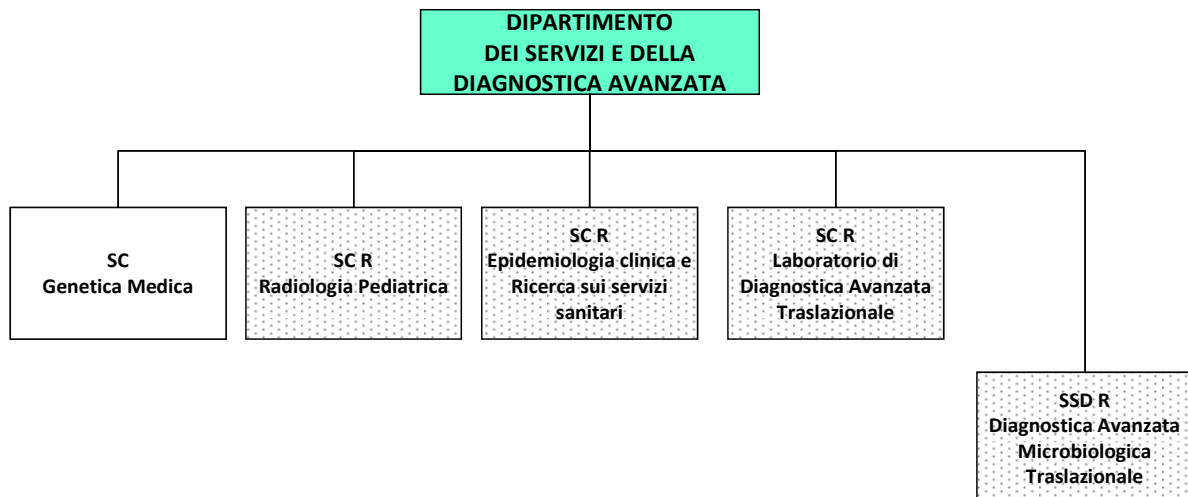 DIPARTIMENTO
DEI SERVIZI E DELLA
DIAGNOSTICA AVANZATA
SC
Genetica Medica
SC R
Radiologia Pediatrica
SC R
Epidemiologia clinica e
Ricerca sui servizi
sanitari
SC R
Laboratorio di
Diagnostica Avanzata
Traslazionale
SSD R
Diagnostica Avanzata
Microbiologica
Traslazionale